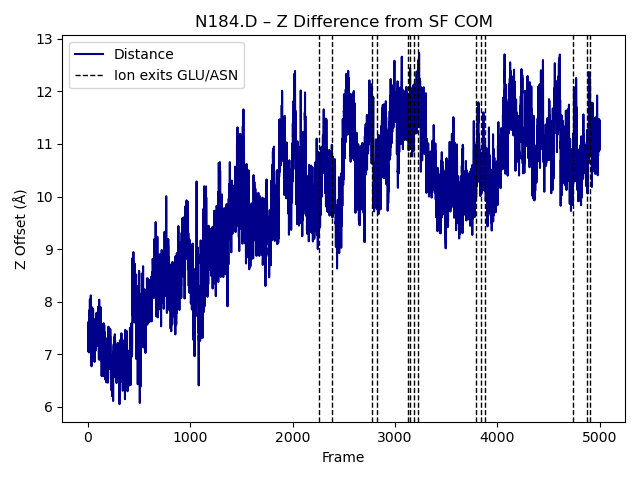 N184.D – Z Difference from SF COM
Distance
Ion exits GLU/ASN
Z Offset (Å)
13
12
11
10
9
8
7
6
0 1000 2000 3000 4000 5000
Frame